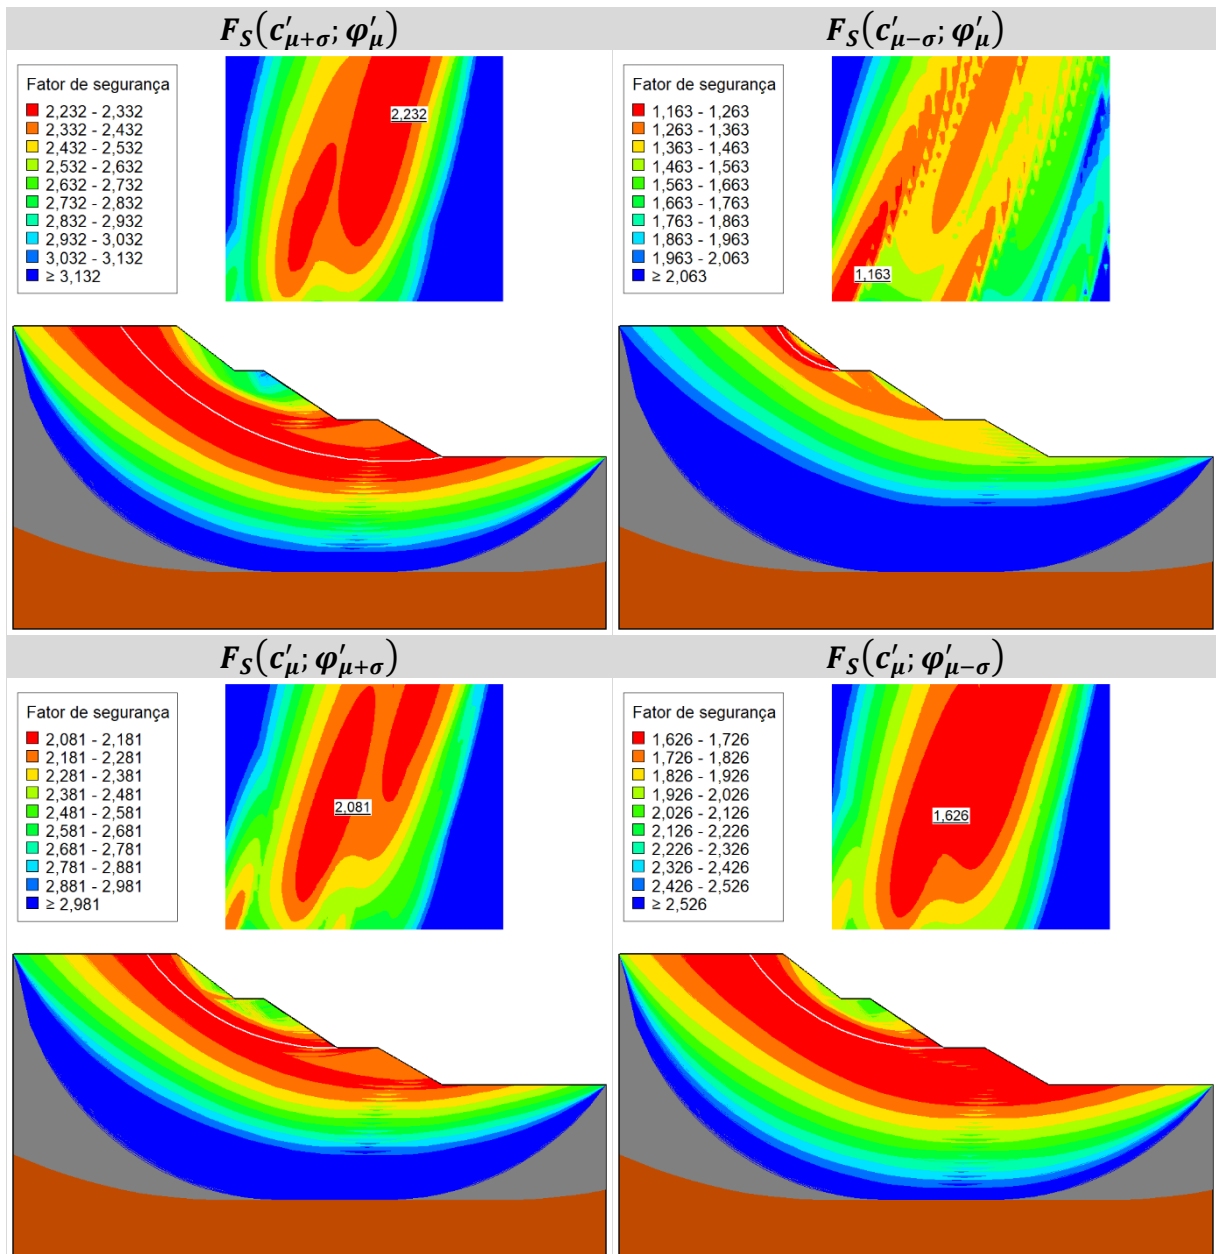 F_S(c'_{μ+σ}; φ'_μ)
F_S(c'_{μ−σ}; φ'_μ)
Fator de segurança
2,232 - 2,332
2,332 - 2,432
2,432 - 2,532
2,532 - 2,632
2,632 - 2,732
2,732 - 2,832
2,832 - 2,932
2,932 - 3,032
3,032 - 3,132
≥ 3,132
2,232
Fator de segurança
1,163 - 1,263
1,263 - 1,363
1,363 - 1,463
1,463 - 1,563
1,563 - 1,663
1,663 - 1,763
1,763 - 1,863
1,863 - 1,963
1,963 - 2,063
≥ 2,063
1,163
F_S(c'_μ; φ'_{μ+σ})
F_S(c'_μ; φ'_{μ−σ})
Fator de segurança
2,081 - 2,181
2,181 - 2,281
2,281 - 2,381
2,381 - 2,481
2,481 - 2,581
2,581 - 2,681
2,681 - 2,781
2,781 - 2,881
2,881 - 2,981
≥ 2,981
2,081
Fator de segurança
1,626 - 1,726
1,726 - 1,826
1,826 - 1,926
1,926 - 2,026
2,026 - 2,126
2,126 - 2,226
2,226 - 2,326
2,326 - 2,426
2,426 - 2,526
≥ 2,526
1,626